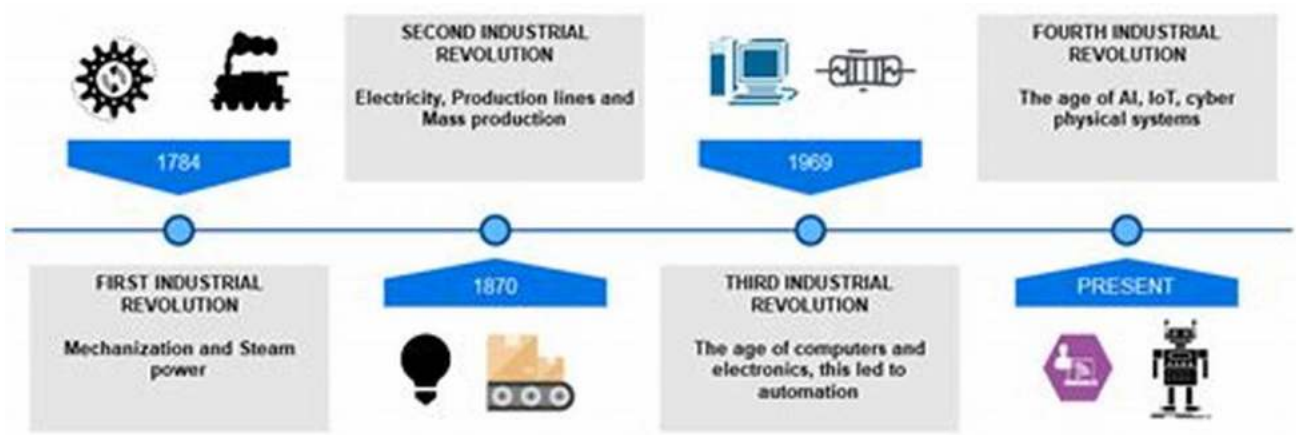 1784
FIRST INDUSTRIAL
REVOLUTION
Mechanization and Steam
power
SECOND INDUSTRIAL
REVOLUTION
Electricity, Production lines and
Mass production
1870
1969
THIRD INDUSTRIAL
REVOLUTION
The age of computers and
electronics, this led to
automation
FOURTH INDUSTRIAL
REVOLUTION
The age of AI, IoT, cyber
physical systems
PRESENT